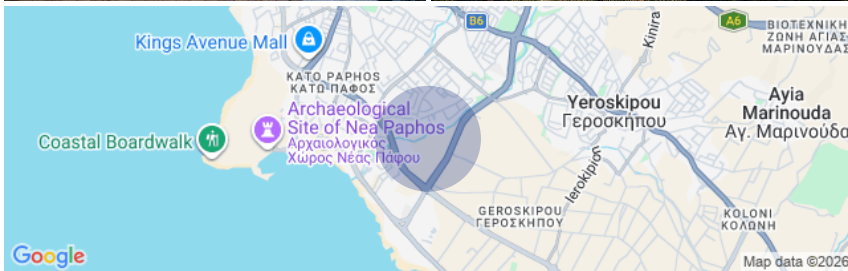 B6
A6
ΒΙΟΤΕΧΝΙΚΗ
ΖΩΝΗ ΑΓΙΑΣ
ΜΑΡΙΝΟΥΔΑΣ
Kings Avenue Mall
Kinira
KATO PAPHOS
ΚΑΤΩ ΠΑΦΟΣ
Archaeological
Site of Nea Paphos
Αρχαιολογικός
Χώρος Νέας Πάφου
Yeroskipou
Γεροσκήπου
Ayia
Marinouda
Αγ. Μαρινούδα
Coastal Boardwalk
Ierokipion
GEROSKIPOU
ΓΕΡΟΣΚΗΠΟΥ
KOLONI
ΚΟΛΩΝΗ
Google
Map data ©2026